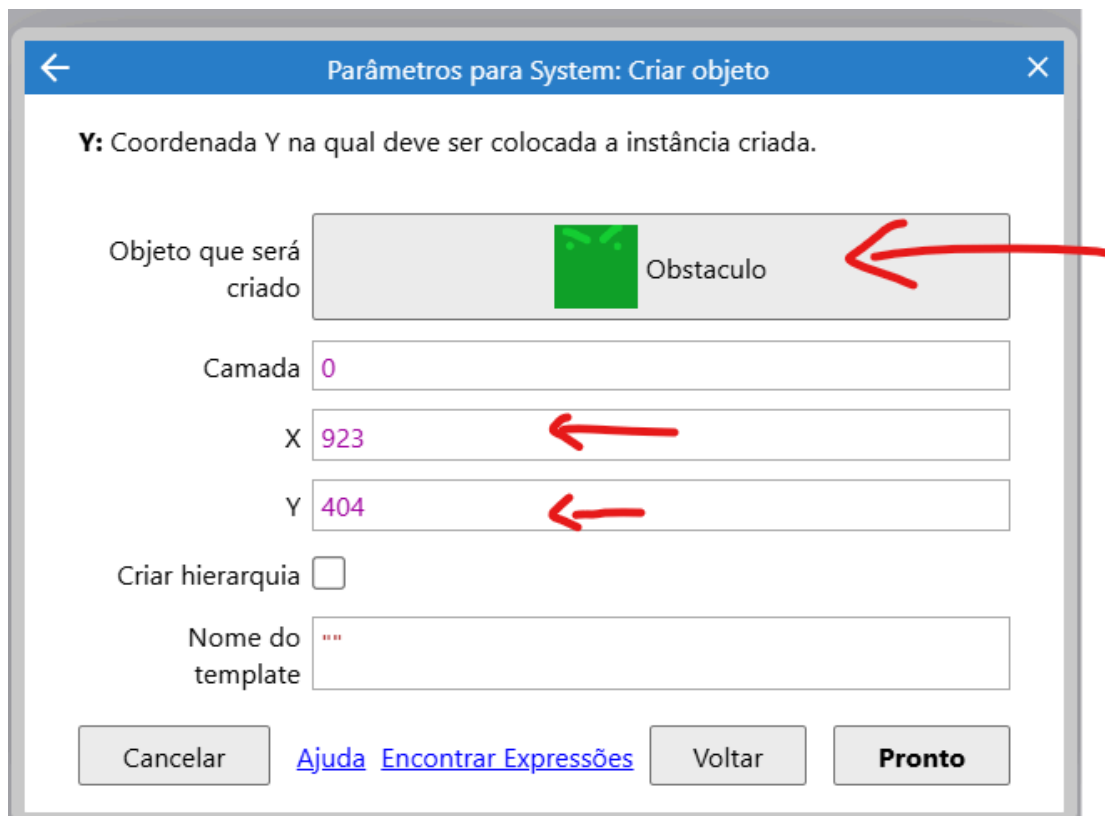 Parâmetros para System: Criar objeto
Y: Coordenada Y na qual deve ser colocada a instância criada.
Objeto que será
criado
Obstaculo
Camada 0
X 923
Y 404
Criar hierarquia
Nome do
template
""
Cancelar Ajuda Encontrar Expressões Voltar Pronto